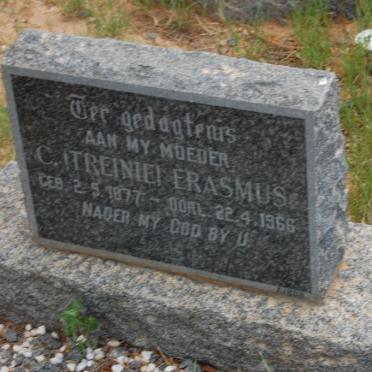 Ter gedagtenis
AAN MY MOEDER
C. (TREINIE) ERASMUS
GEB. 2.5.1877 - OORL. 22.4.1966
NADER MY GOD BY U